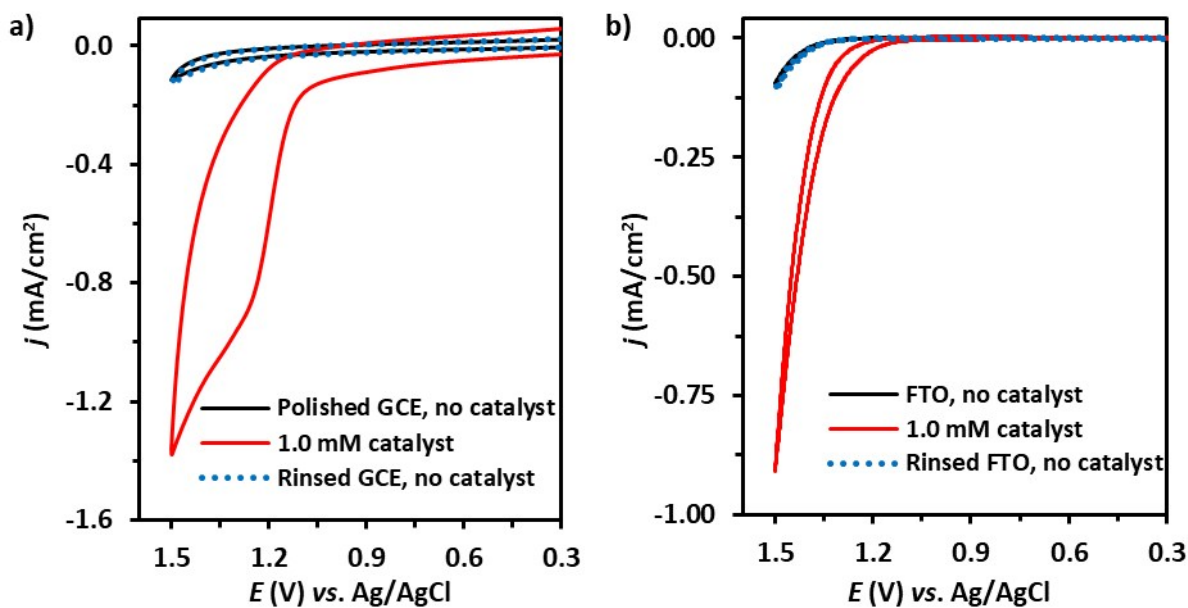 a)
0.0
-0.4
-0.8
-1.2
-1.6
j (mA/cm²)
Polished GCE, no catalyst
1.0 mM catalyst
Rinsed GCE, no catalyst
1.5 1.2 0.9 0.6 0.3
E (V) vs. Ag/AgCl
b)
0.00
-0.25
-0.50
-0.75
-1.00
j (mA/cm²)
FTO, no catalyst
1.0 mM catalyst
Rinsed FTO, no catalyst
1.5 1.2 0.9 0.6 0.3
E (V) vs. Ag/AgCl